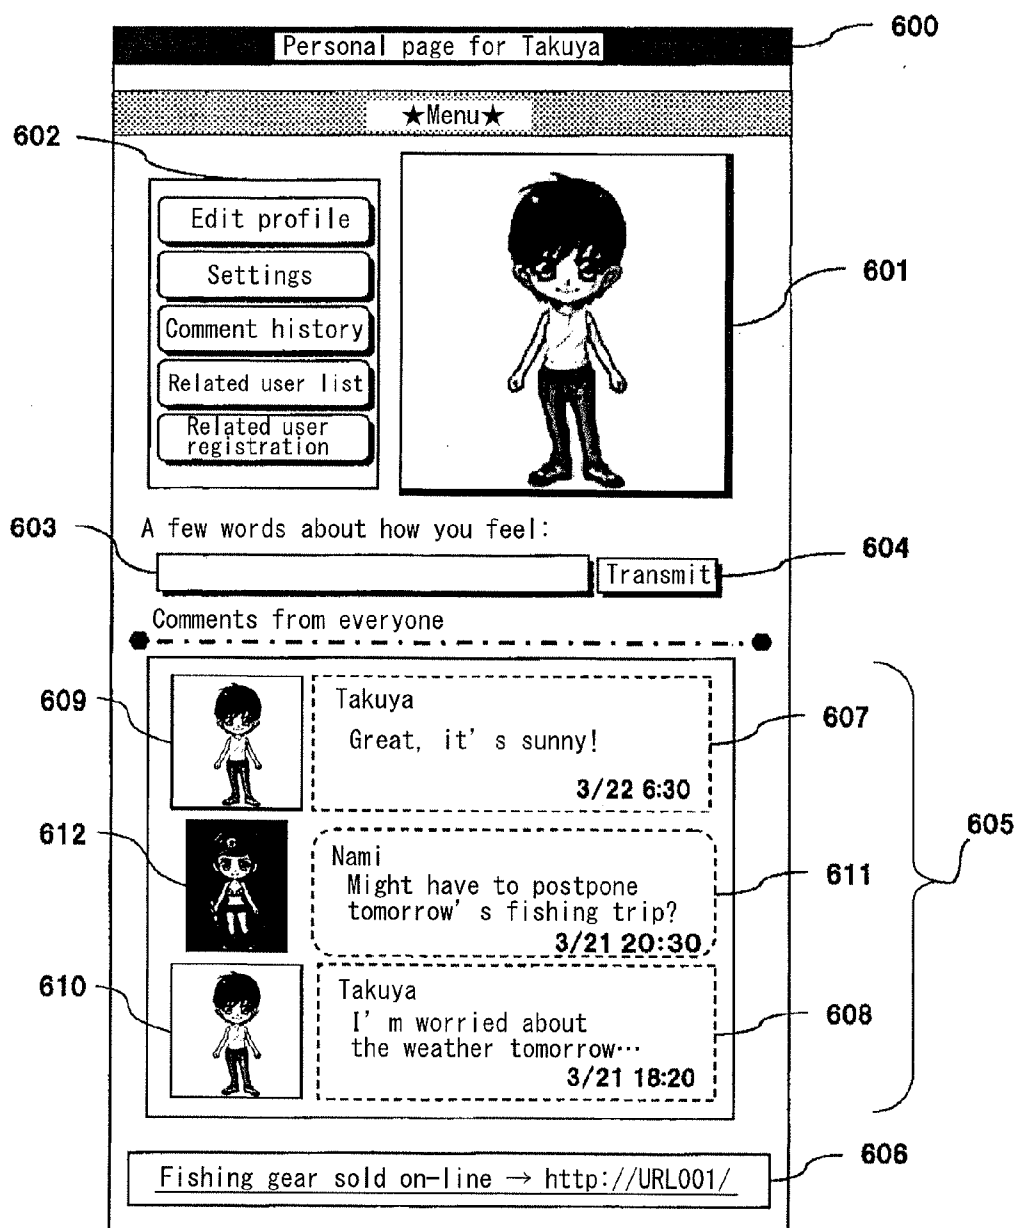 600
Personal page for Takuya
★Menu★
602
Edit profile
Settings
Comment history
Related user list
Related user
registration
601
A few words about how you feel:
603
Transmit
604
Comments from everyone
609
Takuya
Great, it's sunny!
3/22 6:30
607
612
Nami
Might have to postpone
tomorrow's fishing trip?
3/21 20:30
611
605
610
Takuya
I'm worried about
the weather tomorrow…
3/21 18:20
608
606
Fishing gear sold on-line → http://URL001/